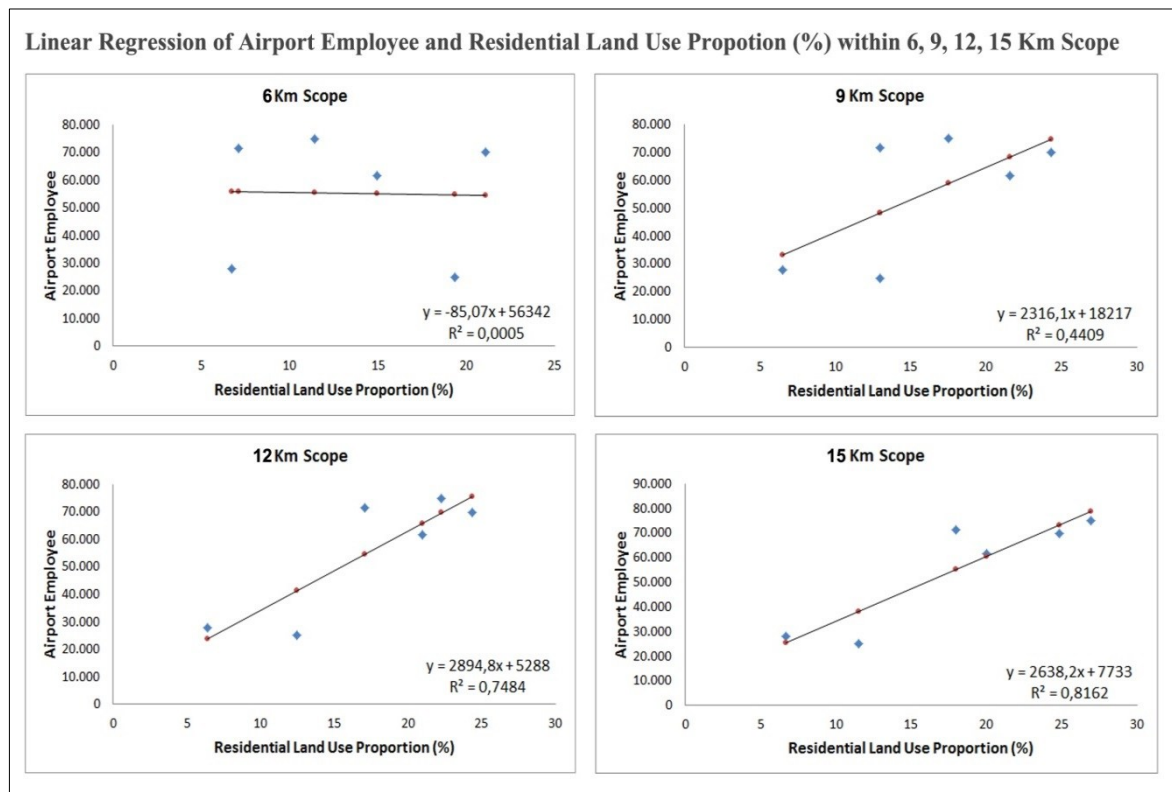 Linear Regression of Airport Employee and Residential Land Use Propotion (%) within 6, 9, 12, 15 Km Scope
6 Km Scope
80.000
70.000
60.000
50.000
40.000
30.000
20.000
10.000
0
Airport Employee
y = -85,07x + 56342
R² = 0,0005
0 5 10 15 20 25
Residential Land Use Proportion (%)
9 Km Scope
80.000
70.000
60.000
50.000
40.000
30.000
20.000
10.000
0
Airport Employee
y = 2316,1x + 18217
R² = 0,4409
0 5 10 15 20 25 30
Residential Land Use Proportion (%)
12 Km Scope
80.000
70.000
60.000
50.000
40.000
30.000
20.000
10.000
0
Airport Employee
y = 2894,8x + 5288
R² = 0,7484
0 5 10 15 20 25 30
Residential Land Use Proportion (%)
15 Km Scope
90.000
80.000
70.000
60.000
50.000
40.000
30.000
20.000
10.000
0
Airport Employee
y = 2638,2x + 7733
R² = 0,8162
0 5 10 15 20 25 30
Residential Land Use Proportion (%)